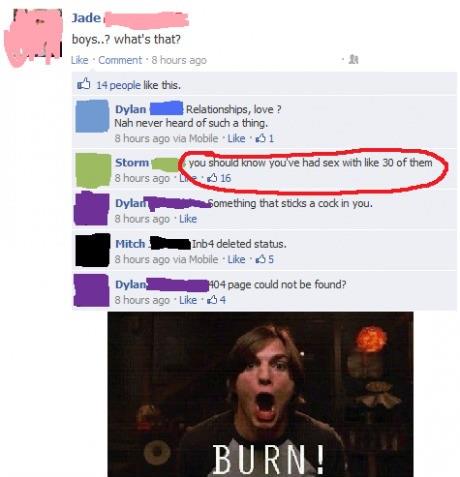 Jade
boys..? what's that?
Like · Comment · 8 hours ago
14 people like this.
Dylan Relationships, love ?
Nah never heard of such a thing.
8 hours ago via Mobile · Like · 1
Storm you should know you've had sex with like 30 of them
8 hours ago · Like · 16
Dylan Something that sticks a cock in you.
8 hours ago · Like
Mitch Inb4 deleted status.
8 hours ago via Mobile · Like · 5
Dylan 404 page could not be found?
8 hours ago · Like · 4
BURN!